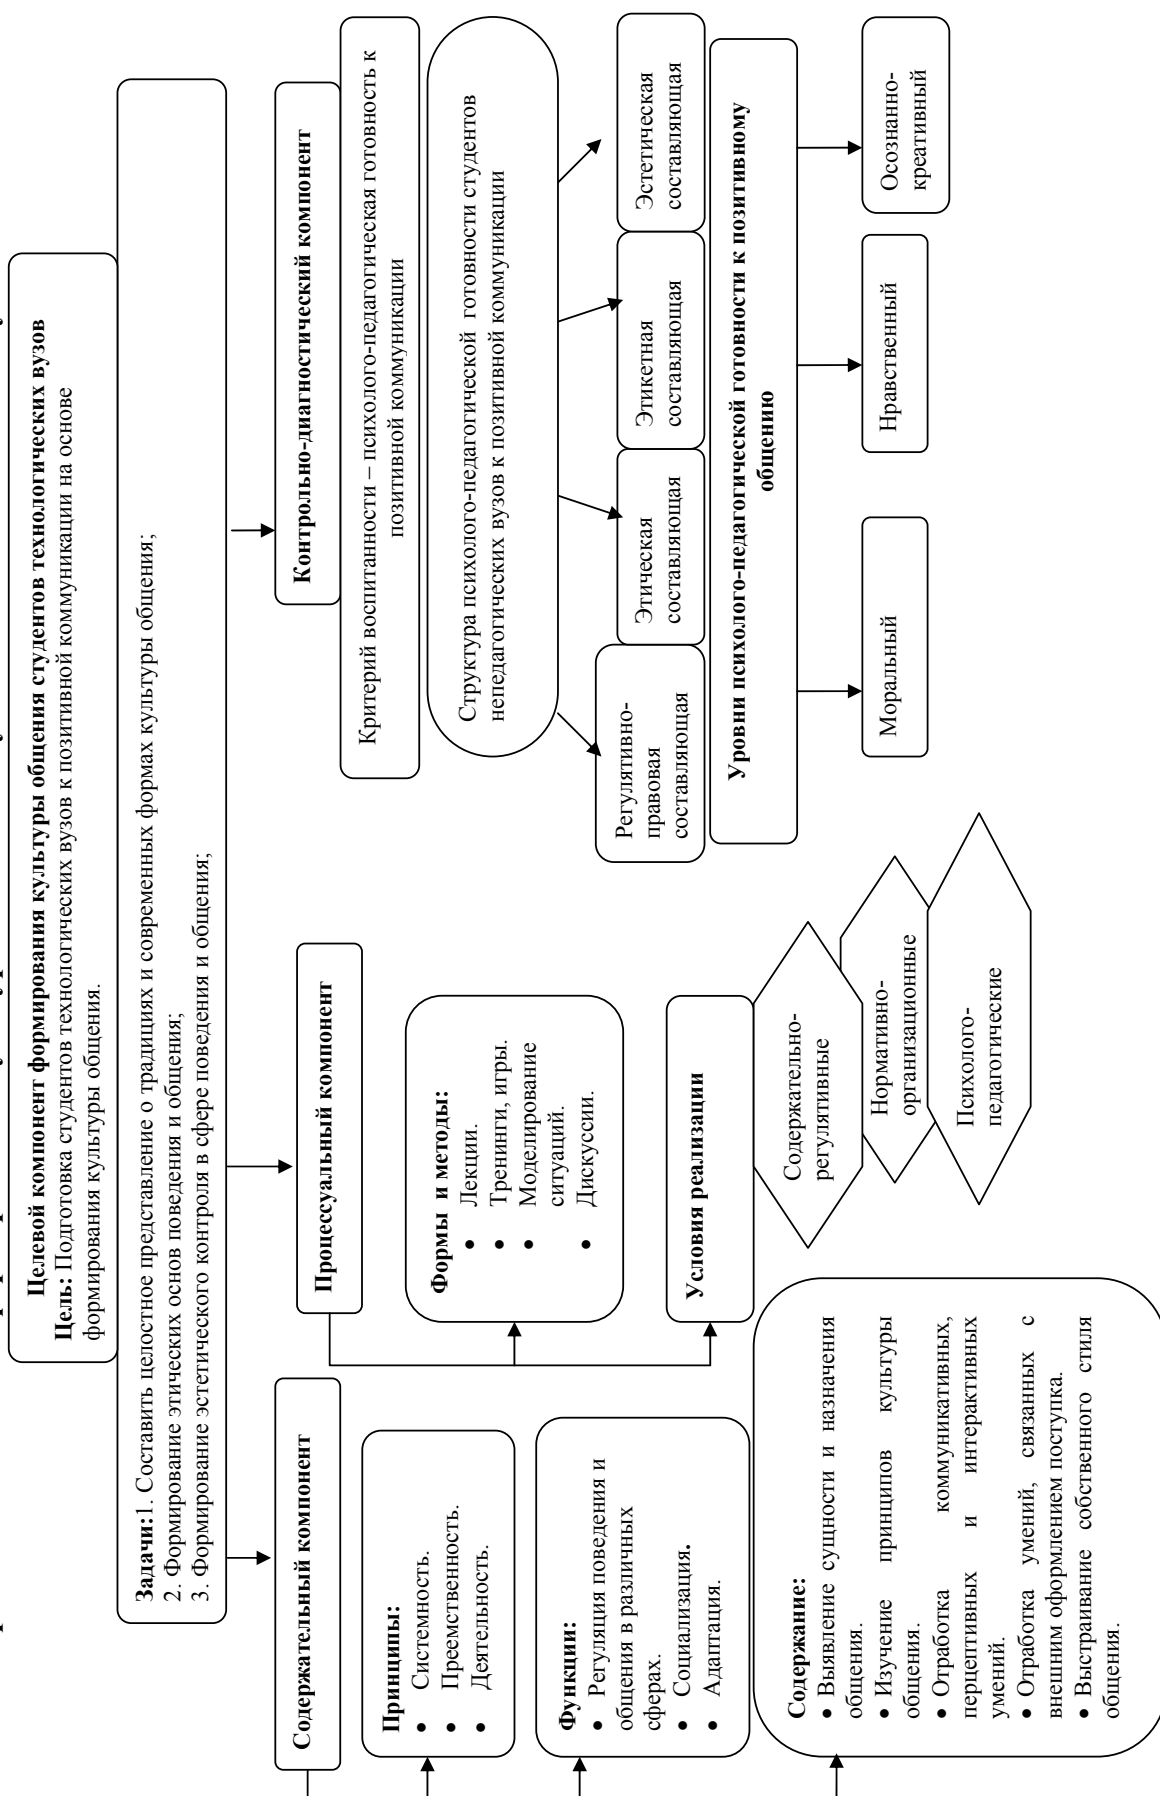 Целевой компонент формирования культуры общения студентов технологических вузов
Цель: Подготовка студентов технологических вузов к позитивной коммуникации на основе
формирования культуры общения.
Задачи:1. Составить целостное представление о традициях и современных формах культуры общения;
2. Формирование этических основ поведения и общения;
3. Формирование эстетического контроля в сфере поведения и общения;
Содержательный компонент
Принципы:
• Системность.
• Преемственность.
• Деятельность.
Функции:
• Регуляция поведения и
общения в различных
сферах.
• Социализация.
• Адаптация.
Содержание:
• Выявление сущности и назначения
общения.
• Изучение принципов культуры
общения.
• Отработка коммуникативных,
перцептивных и интерактивных
умений.
• Отработка умений, связанных с
внешним оформлением поступка.
• Выстраивание собственного стиля
общения.
Процессуальный компонент
Формы и методы:
• Лекции.
• Тренинги, игры.
• Моделирование
ситуаций.
• Дискуссии.
Условия реализации
Содержательно-
регулятивные
Нормативно-
организационные
Психолого-
педагогические
Контрольно-диагностический компонент
Критерий воспитанности – психолого-педагогическая готовность к
позитивной коммуникации
Структура психолого-педагогической готовности студентов
непедагогических вузов к позитивной коммуникации
Регулятивно-
правовая
составляющая
Этическая
составляющая
Этикетная
составляющая
Эстетическая
составляющая
Уровни психолого-педагогической готовности к позитивному
общению
Моральный
Нравственный
Осознанно-
креативный